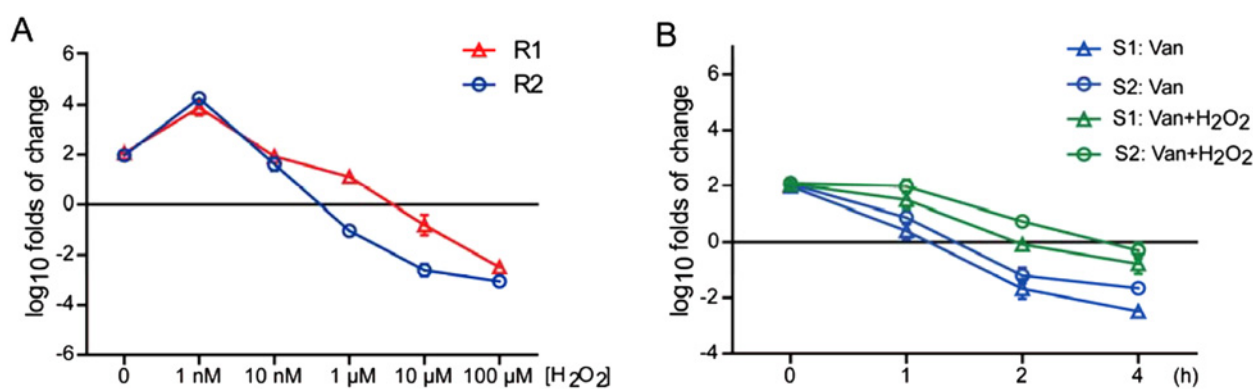 A
log10 folds of change
6
4
2
0
-2
-4
-6
R1
R2
0 1 nM 10 nM 1 µM 10 µM 100 µM [H₂O₂]
B
log10 folds of change
6
4
2
0
-2
-4
S1: Van
S2: Van
S1: Van+H₂O₂
S2: Van+H₂O₂
0 1 2 4 (h)